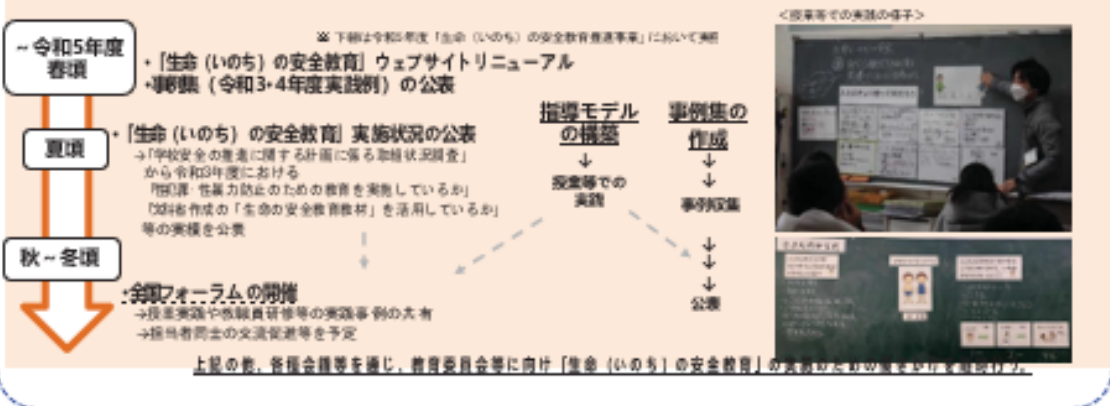 <授業等での実践の様子>
~令和5年度
春頃
※ 下線は令和5年度「生命（いのち）の安全教育推進事業」において実施
・「生命（いのち）の安全教育」ウェブサイトリニューアル
・事例集（令和3・4年度実践例）の公表
指導モデル
の構築
↓
授業等での
実践
事例集の
作成
↓
↓
事例収集
↓
↓
↓
公表
夏頃
・「生命（いのち）の安全教育」実施状況の公表
→「学校安全の推進に関する計画に係る取組状況調査」
から令和3年度における
「性犯罪・性暴力防止のための教育を実施しているか」
「文科省作成の「生命の安全教育教材」を活用しているか」
等の実績を公表
秋~冬頃
・全国フォーラムの開催
→授業実践や教職員研修等の実践事例の共有
→担当者同士の交流促進等を予定
上記の他、各種会議等を通じ、教育委員会等に向け「生命（いのち）の安全教育」の